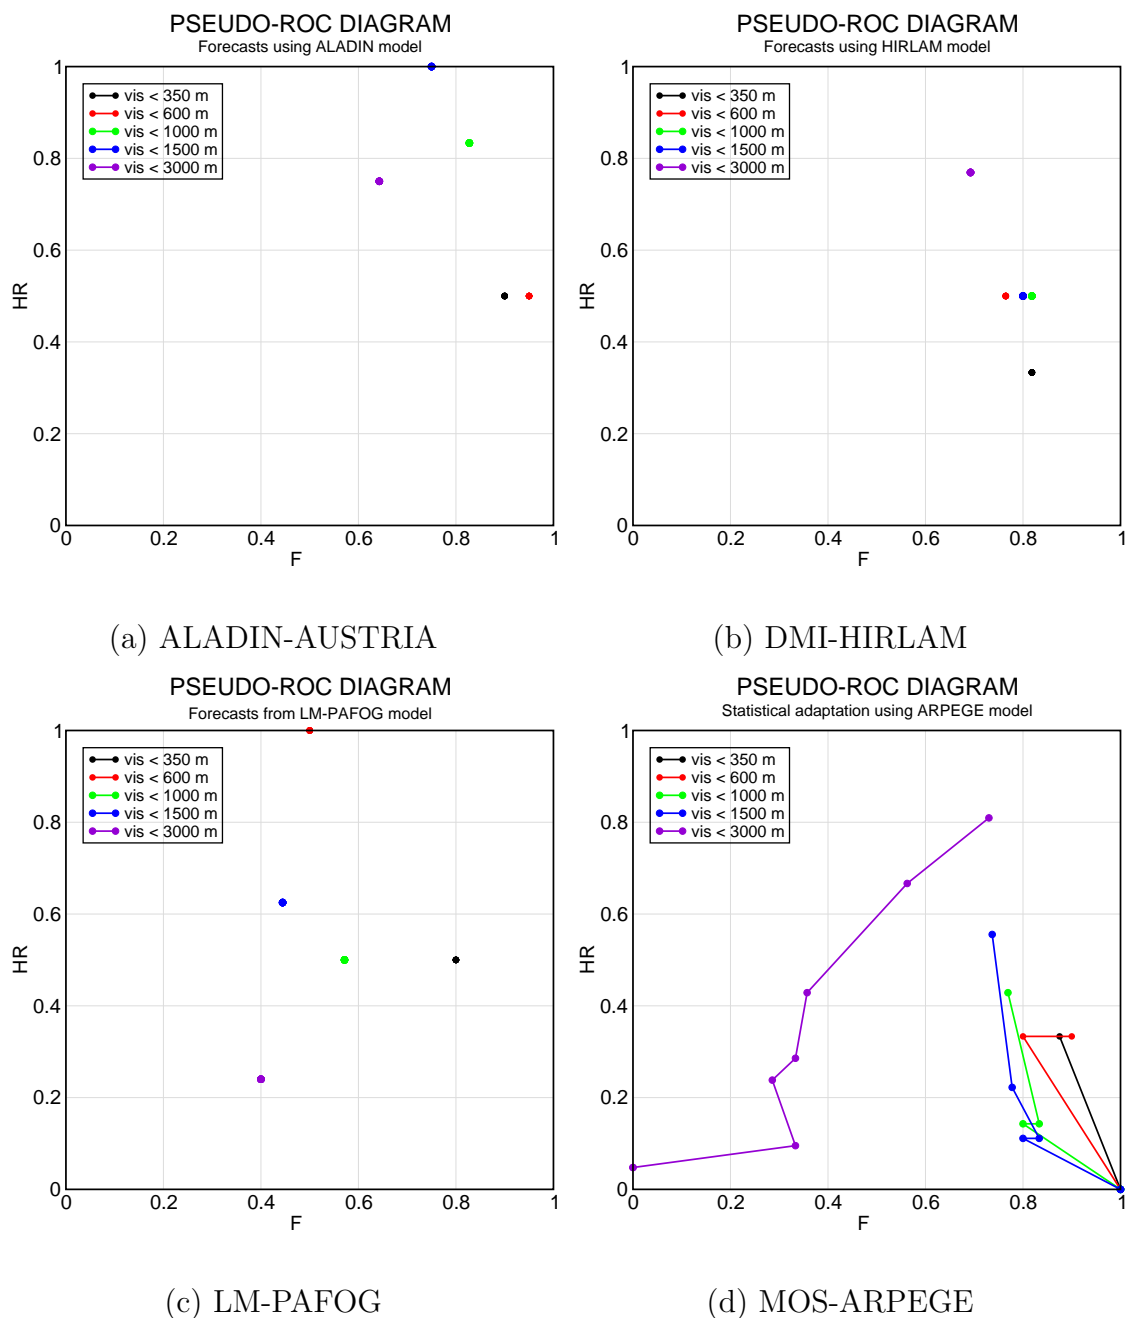 PSEUDO-ROC DIAGRAM
Forecasts using ALADIN model
1
vis < 350 m
vis < 600 m
vis < 1000 m
vis < 1500 m
vis < 3000 m
0.8
0.6
HR
0.4
0.2
0
0 0.2 0.4 0.6 0.8 1
F
(a) ALADIN-AUSTRIA
PSEUDO-ROC DIAGRAM
Forecasts using HIRLAM model
1
vis < 350 m
vis < 600 m
vis < 1000 m
vis < 1500 m
vis < 3000 m
0.8
0.6
HR
0.4
0.2
0
0 0.2 0.4 0.6 0.8 1
F
(b) DMI-HIRLAM
PSEUDO-ROC DIAGRAM
Forecasts from LM-PAFOG model
1
vis < 350 m
vis < 600 m
vis < 1000 m
vis < 1500 m
vis < 3000 m
0.8
0.6
HR
0.4
0.2
0
0 0.2 0.4 0.6 0.8 1
F
(c) LM-PAFOG
PSEUDO-ROC DIAGRAM
Statistical adaptation using ARPEGE model
1
vis < 350 m
vis < 600 m
vis < 1000 m
vis < 1500 m
vis < 3000 m
0.8
0.6
HR
0.4
0.2
0
0 0.2 0.4 0.6 0.8 1
F
(d) MOS-ARPEGE